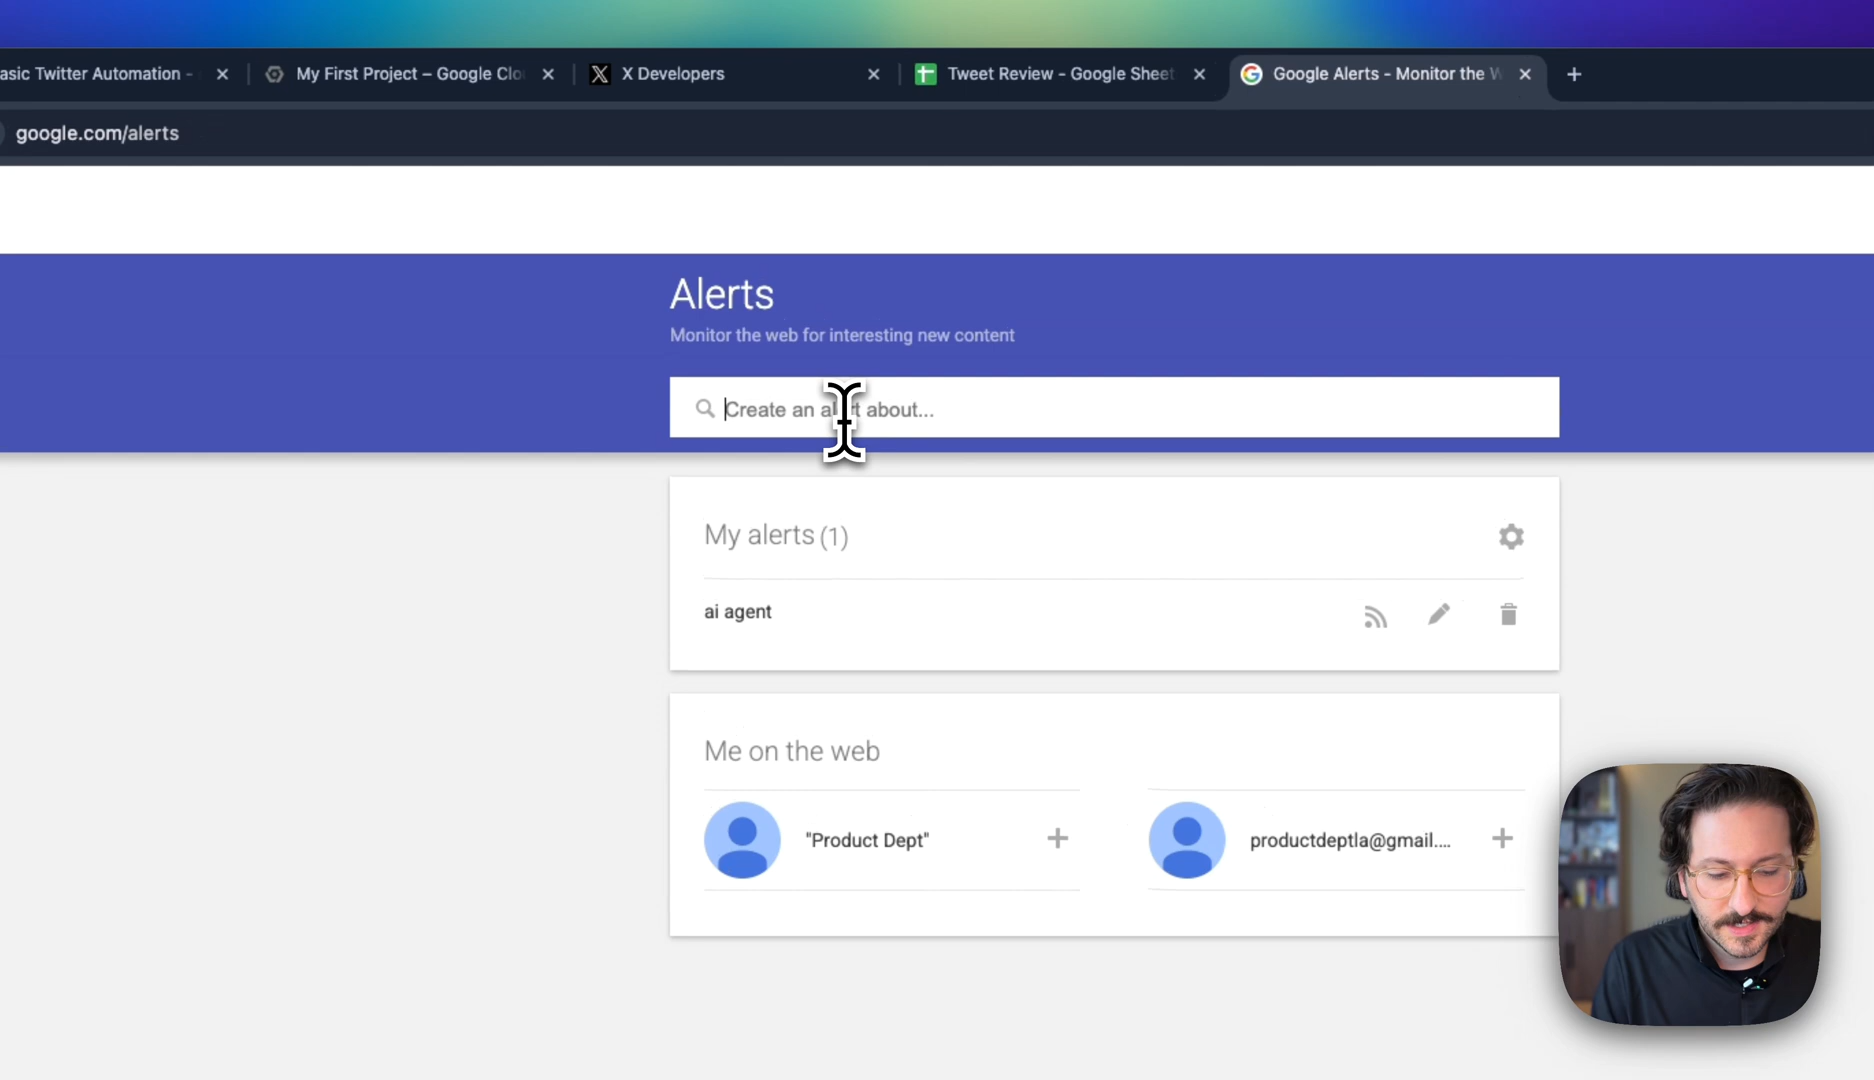 asic Twitter Automation -
My First Project – Google Clo
X Developers
Tweet Review - Google Sheet
Google Alerts - Monitor the W
google.com/alerts
Alerts
Monitor the web for interesting new content
Create an alert about...
My alerts (1)
ai agent
Me on the web
"Product Dept"
productdeptla@gmail....